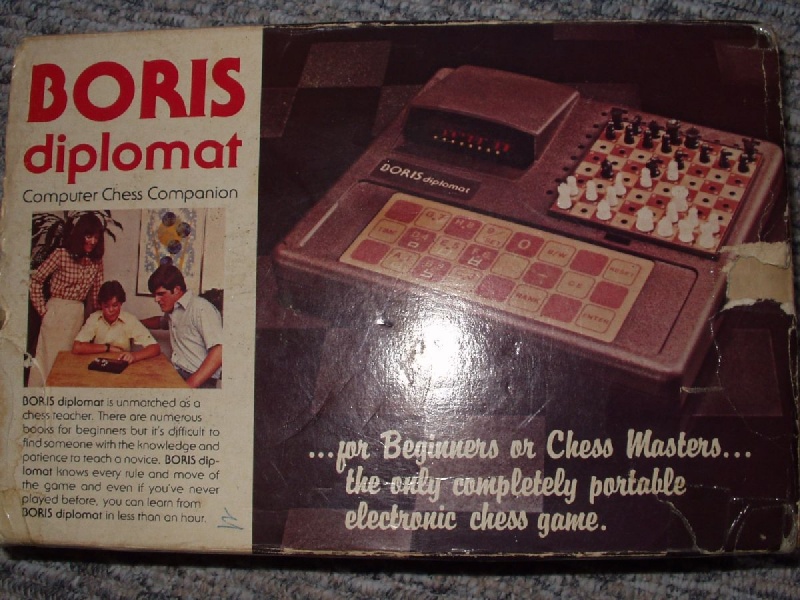 BORIS
diplomat
Computer Chess Companion
BORIS diplomat is unmatched as a
chess teacher. There are numerous
books for beginners but it's difficult to
find someone with the knowledge and
patience to teach a novice. BORIS dip-
lomat knows every rule and move of
the game and even if you've never
played before, you can learn from
BORIS diplomat in less than an hour.
BORIS diplomat
RANK
ENTER
...for Beginners or Chess Masters...
the only completely portable
electronic chess game.